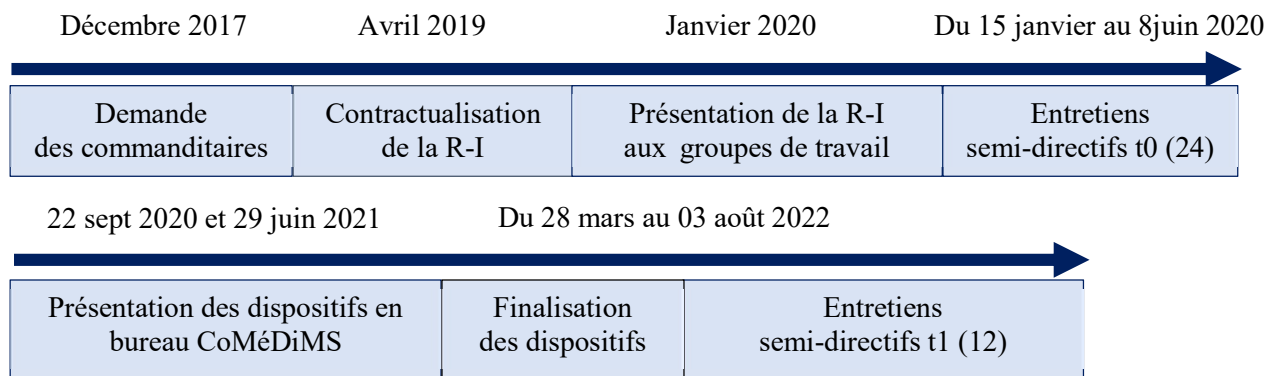 Décembre 2017 Avril 2019 Janvier 2020 Du 15 janvier au 8juin 2020
Demande Contractualisation Présentation de la R-I Entretiens
des commanditaires de la R-I aux groupes de travail semi-directifs t0 (24)
22 sept 2020 et 29 juin 2021 Du 28 mars au 03 août 2022
Présentation des dispositifs en Finalisation Entretiens
bureau CoMéDiMS des dispositifs semi-directifs t1 (12)